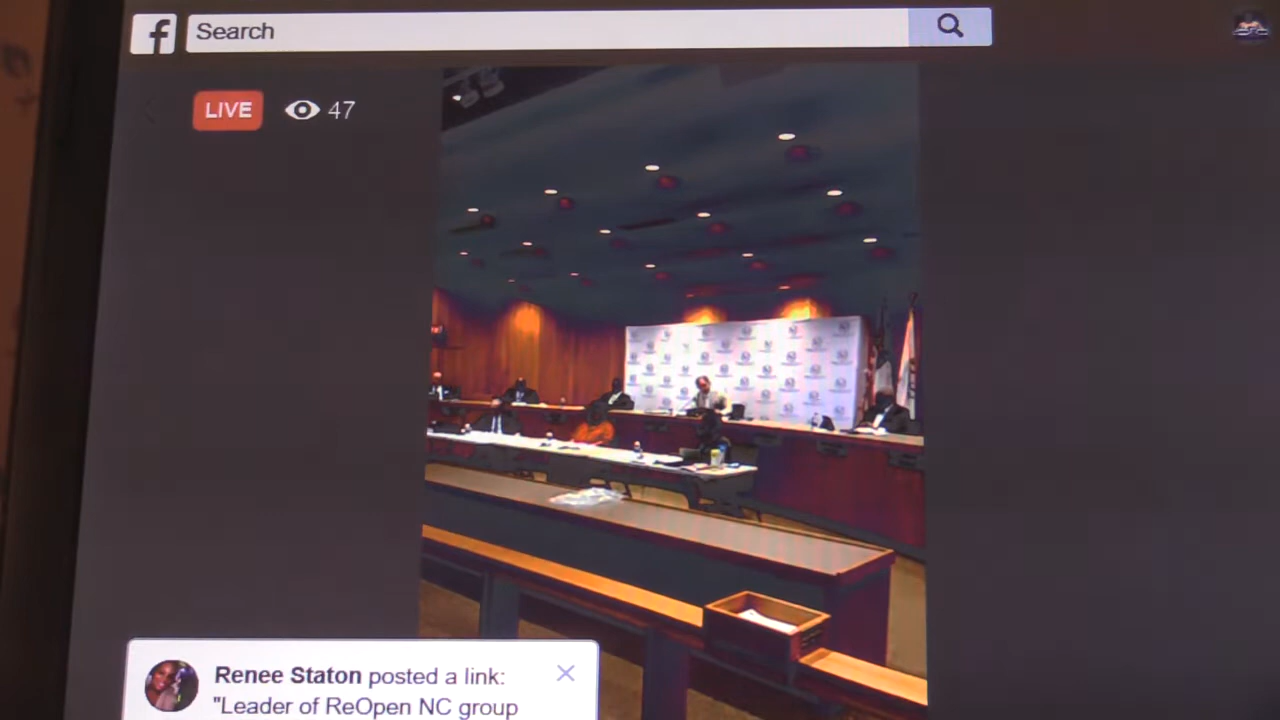 Search
LIVE
47
Renee Staton posted a link:
"Leader of ReOpen NC group